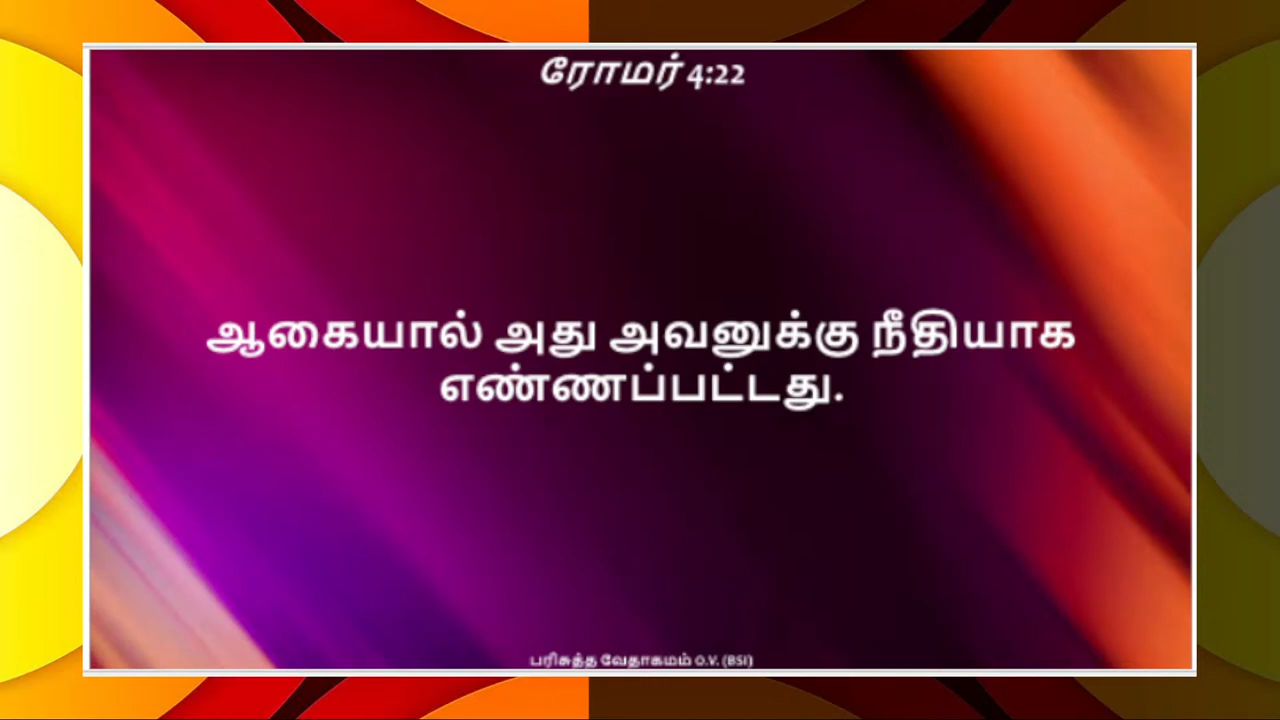 ரோமர் 4:22
ஆகையால் அது அவனுக்கு நீதியாக
எண்ணப்பட்டது.
பரிசுத்த வேதாகமம் O.V. (BSI)